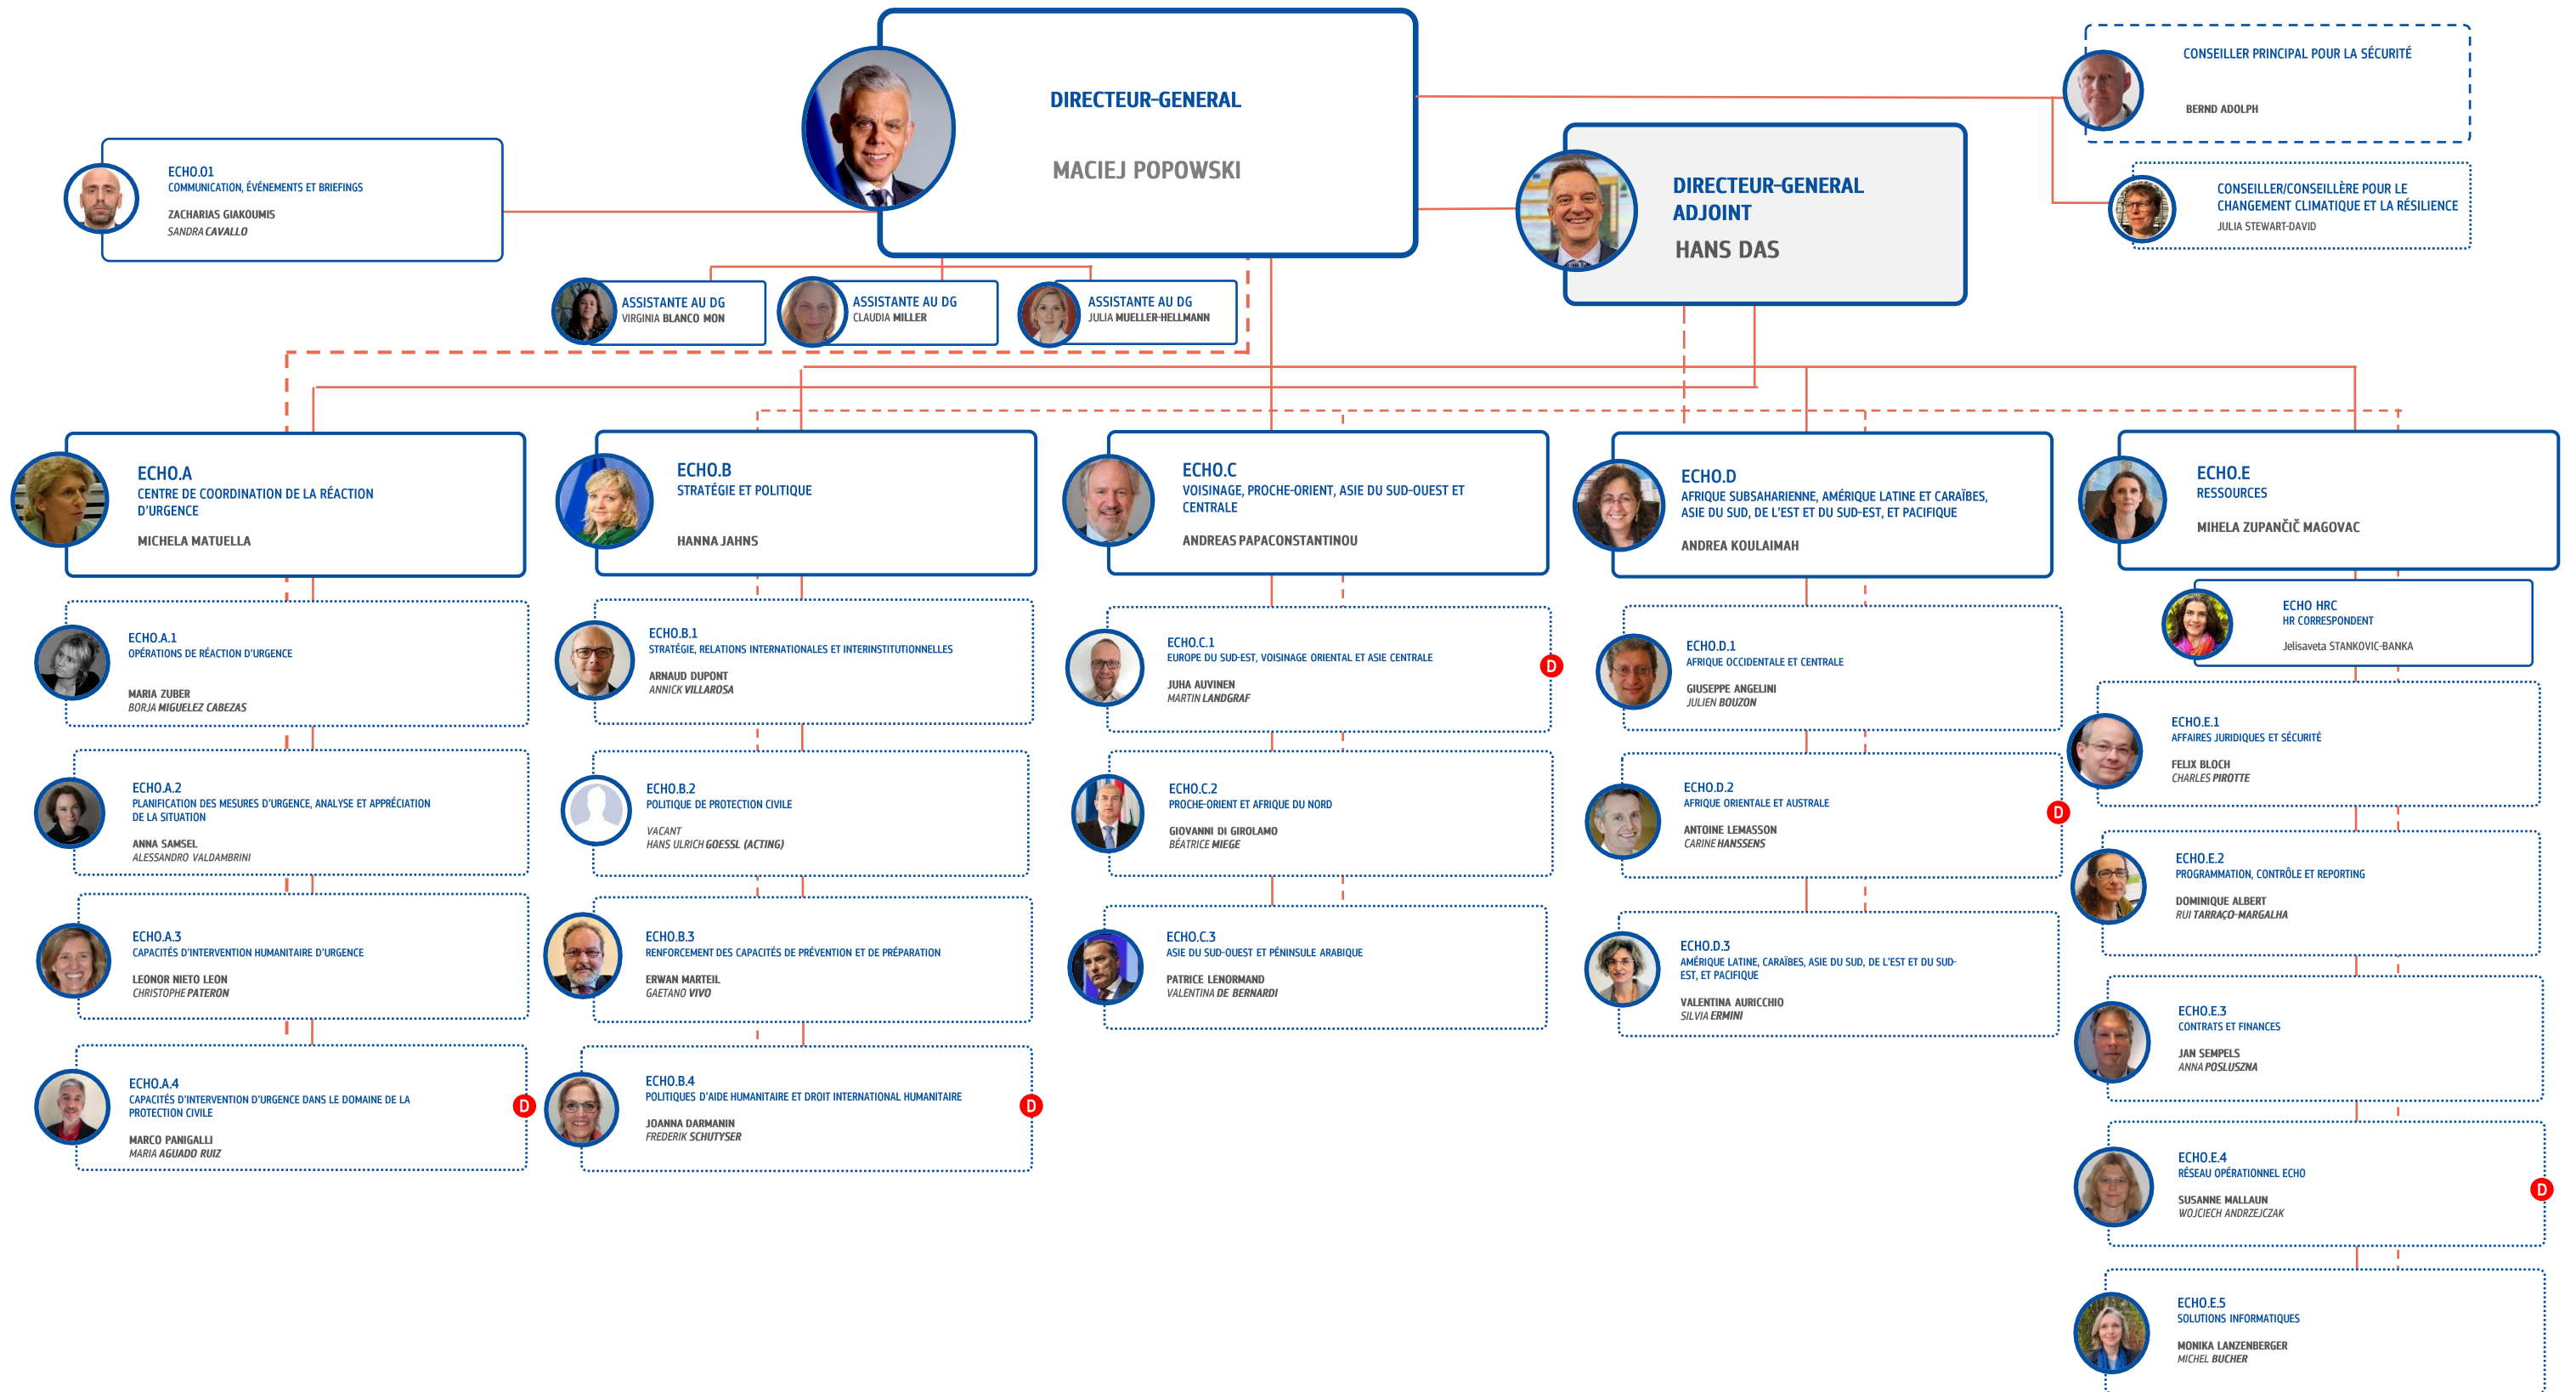 DIRECTEUR-GENERAL
MACIEJ POPOWSKI
CONSEILLER PRINCIPAL POUR LA SÉCURITÉ
BERND ADOLPH
ECHO.01
COMMUNICATION, ÉVÉNEMENTS ET BRIEFINGS
ZACHARIAS GIAKOUMIS
SANDRA CAVALLO
DIRECTEUR-GENERAL
ADJOINT
HANS DAS
CONSEILLER/CONSEILLÈRE POUR LE
CHANGEMENT CLIMATIQUE ET LA RÉSILIENCE
JULIA STEWART-DAVID
ASSISTANTE AU DG
VIRGINIA BLANCO MON
ASSISTANTE AU DG
CLAUDIA MILLER
ASSISTANTE AU DG
JULIA MUELLER-HELLMANN
ECHO.A
CENTRE DE COORDINATION DE LA RÉACTION
D'URGENCE
MICHELA MATUELLA
ECHO.B
STRATÉGIE ET POLITIQUE
HANNA JAHNS
ECHO.C
VOISINAGE, PROCHE-ORIENT, ASIE DU SUD-OUEST ET
CENTRALE
ANDREAS PAPACONSTANTINOU
ECHO.D
AFRIQUE SUBSAHARIENNE, AMÉRIQUE LATINE ET CARAÏBES,
ASIE DU SUD, DE L'EST ET DU SUD-EST, ET PACIFIQUE
ANDREA KOULAIMAH
ECHO.E
RESSOURCES
MIHELA ZUPANČIČ MAGOVAC
ECHO HRC
HR CORRESPONDENT
Jelisaveta STANKOVIC-BANKA
ECHO.A.1
OPÉRATIONS DE RÉACTION D'URGENCE
MARIA ZUBER
BORJA MIGUELEZ CABEZAS
ECHO.A.2
PLANIFICATION DES MESURES D'URGENCE, ANALYSE ET APPRÉCIATION
DE LA SITUATION
ANNA SAMSEL
ALESSANDRO VALDAMBRINI
ECHO.A.3
CAPACITÉS D'INTERVENTION HUMANITAIRE D'URGENCE
LEONOR NIETO LEON
CHRISTOPHE PATERON
ECHO.A.4
CAPACITÉS D'INTERVENTION D'URGENCE DANS LE DOMAINE DE LA
PROTECTION CIVILE
MARCO PANIGALLI
MARIA AGUADO RUIZ
D
ECHO.B.1
STRATÉGIE, RELATIONS INTERNATIONALES ET INTERINSTITUTIONNELLES
ARNAUD DUPONT
ANNICK VILLAROSA
ECHO.B.2
POLITIQUE DE PROTECTION CIVILE
VACANT
HANS ULRICH GOESSL (ACTING)
ECHO.B.3
RENFORCEMENT DES CAPACITÉS DE PRÉVENTION ET DE PRÉPARATION
ERWAN MARTEIL
GAETANO VIVO
ECHO.B.4
POLITIQUES D'AIDE HUMANITAIRE ET DROIT INTERNATIONAL HUMANITAIRE
JOANNA DARMANIN
FREDERIK SCHUTYSER
D
ECHO.C.1
EUROPE DU SUD-EST, VOISINAGE ORIENTAL ET ASIE CENTRALE
JUHA AUVINEN
MARTIN LANDGRAF
D
ECHO.C.2
PROCHE-ORIENT ET AFRIQUE DU NORD
GIOVANNI DI GIROLAMO
BÉATRICE MIEGE
ECHO.C.3
ASIE DU SUD-OUEST ET PÉNINSULE ARABIQUE
PATRICE LENORMAND
VALENTINA DE BERNARDI
ECHO.D.1
AFRIQUE OCCIDENTALE ET CENTRALE
GIUSEPPE ANGELINI
JULIEN BOUZON
ECHO.D.2
AFRIQUE ORIENTALE ET AUSTRALE
ANTOINE LEMASSON
CARINE HANSSENS
D
ECHO.D.3
AMÉRIQUE LATINE, CARAÏBES, ASIE DU SUD, DE L'EST ET DU SUD-
EST, ET PACIFIQUE
VALENTINA AURICCHIO
SILVIA ERMINI
ECHO.E.1
AFFAIRES JURIDIQUES ET SÉCURITÉ
FELIX BLOCH
CHARLES PIROTTE
ECHO.E.2
PROGRAMMATION, CONTRÔLE ET REPORTING
DOMINIQUE ALBERT
RUI TARRAÇO-MARGALHA
ECHO.E.3
CONTRATS ET FINANCES
JAN SEMPELS
ANNA POSLUSZNA
ECHO.E.4
RÉSEAU OPÉRATIONNEL ECHO
SUSANNE MALLAUN
WOJCIECH ANDRZEJCZAK
D
ECHO.E.5
SOLUTIONS INFORMATIQUES
MONIKA LANZENBERGER
MICHEL BUCHER